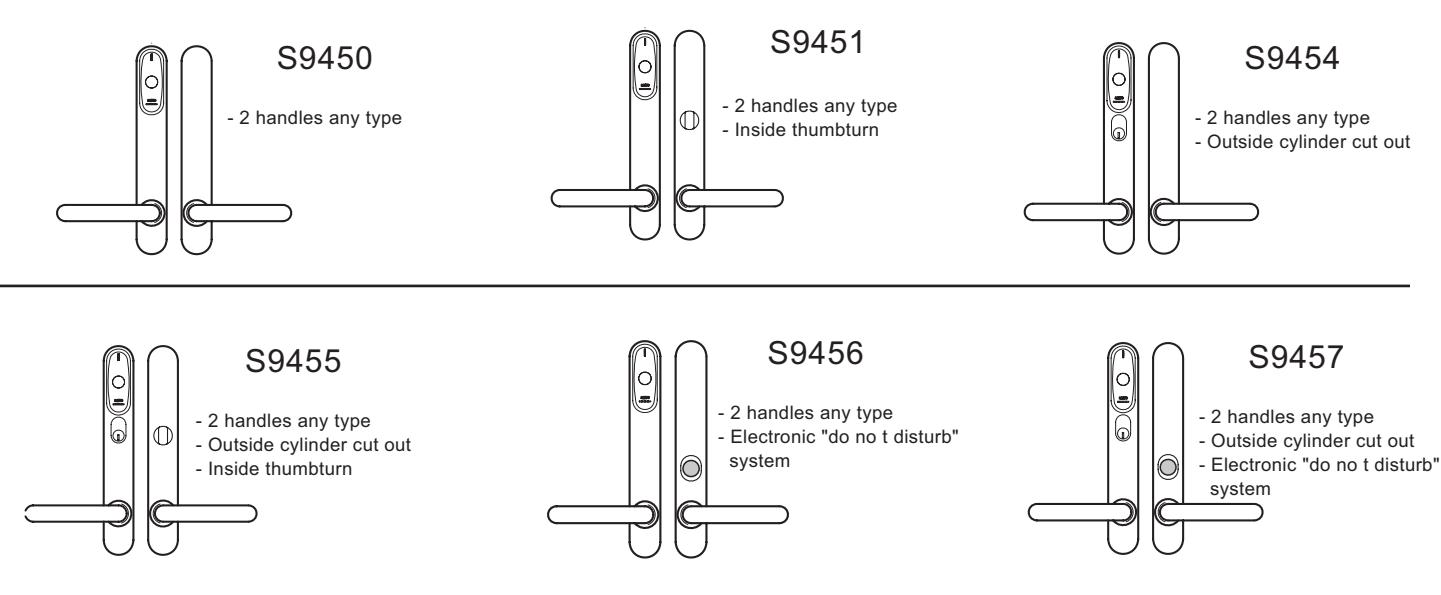 S9450
- 2 handles any type
S9451
- 2 handles any type
- Inside thumbturn
S9454
- 2 handles any type
- Outside cylinder cut out
S9455
- 2 handles any type
- Outside cylinder cut out
- Inside thumbturn
S9456
- 2 handles any type
- Electronic "do no t disturb"
system
S9457
- 2 handles any type
- Outside cylinder cut out
- Electronic "do no t disturb"
system